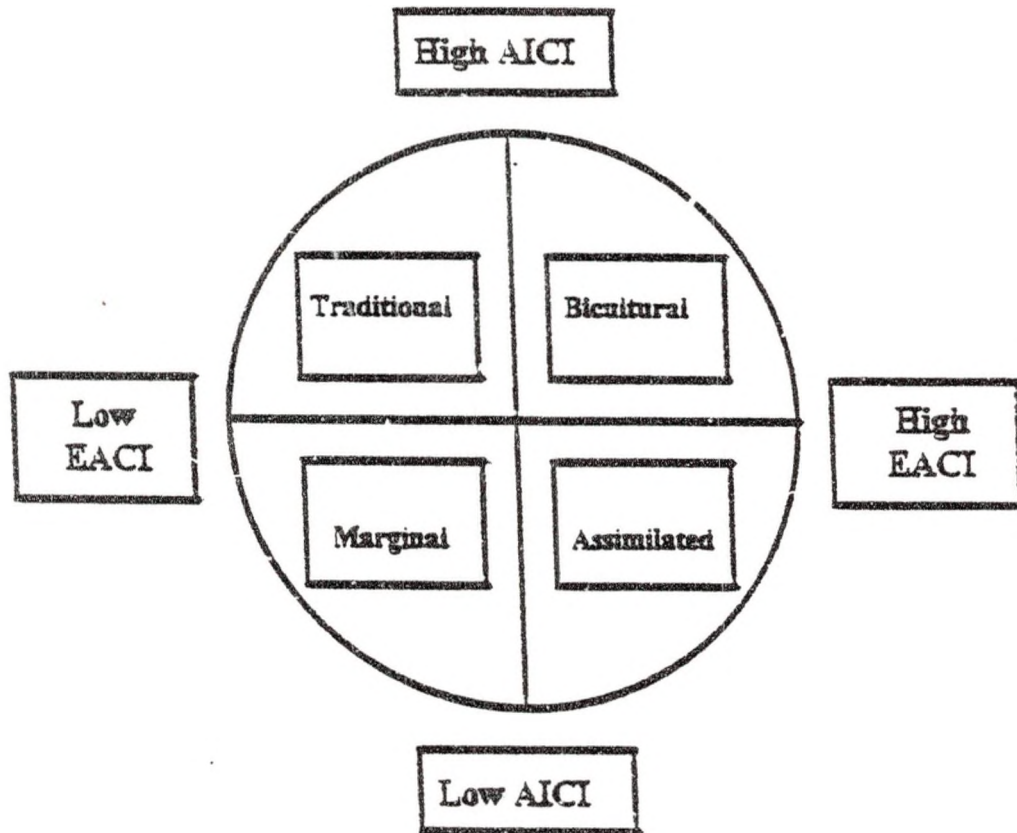 High AICI
Traditional
Bicultural
Low
EACI
High
EACI
Marginal
Assimilated
Low AICI